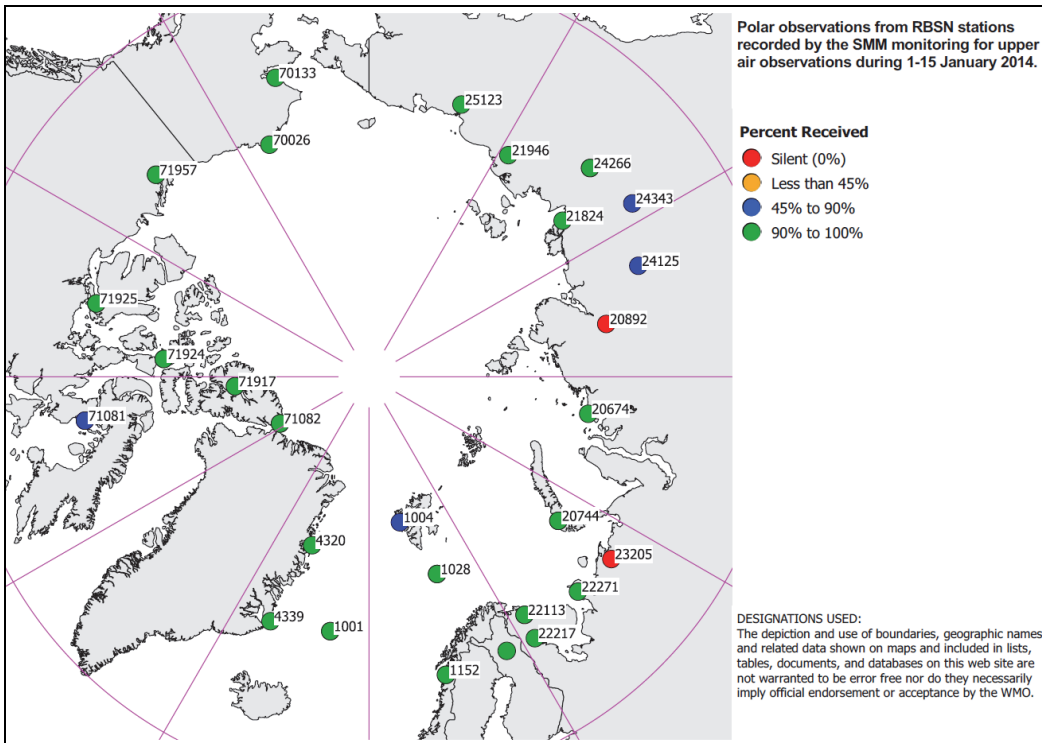 Polar observations from RBSN stations
recorded by the SMM monitoring for upper
air observations during 1-15 January 2014.
Percent Received
Silent (0%)
Less than 45%
45% to 90%
90% to 100%
70133
25123
70026
21946
24266
71957
24343
21824
24125
71925
20892
71924
71917
20674
71081
71082
20744
1004
4320
23205
1028
22271
22113
4339
1001
22217
1152
DESIGNATIONS USED:
The depiction and use of boundaries, geographic names
and related data shown on maps and included in lists,
tables, documents, and databases on this web site are
not warranted to be error free nor do they necessarily
imply official endorsement or acceptance by the WMO.